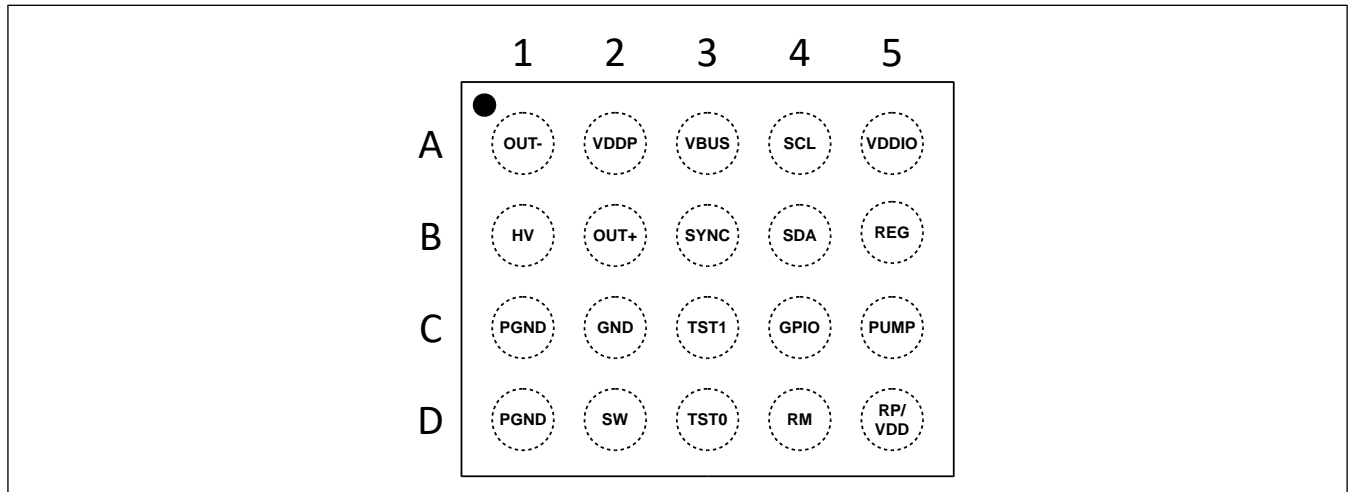 1 2 3 4 5
A OUT- VDDP VBUS SCL VDDIO
B HV OUT+ SYNC SDA REG
C PGND GND TST1 GPIO PUMP
D PGND SW TST0 RM RP/
VDD